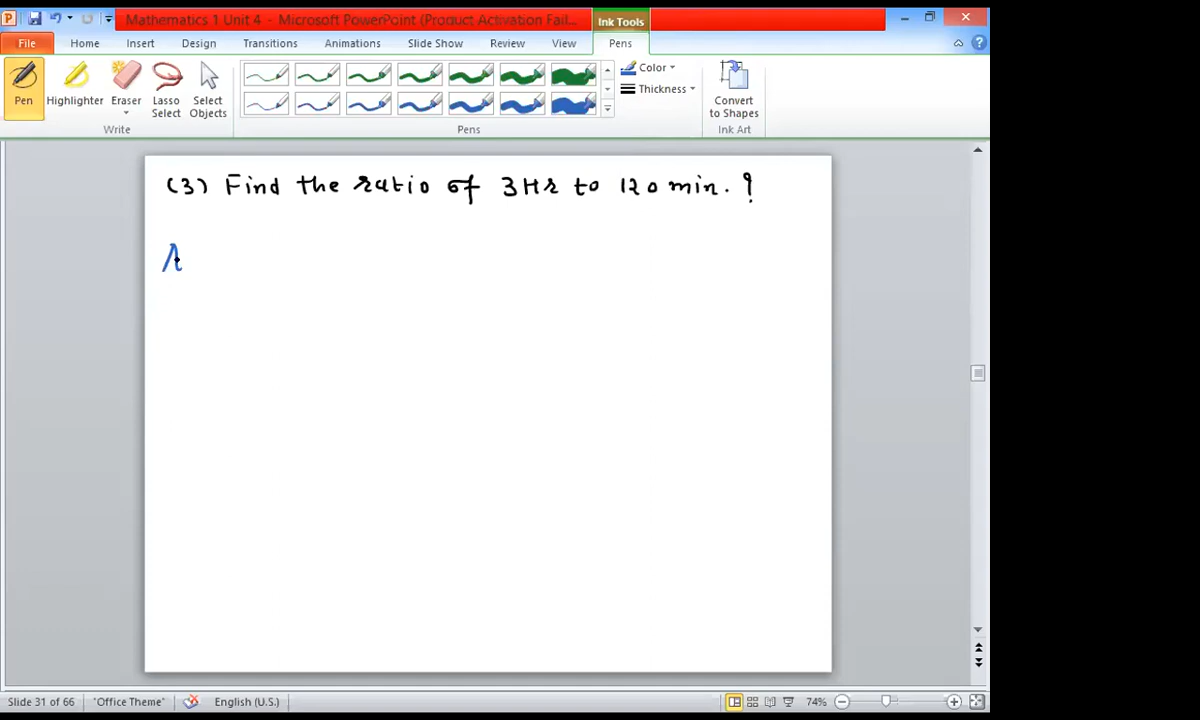 Mathematics 1 Unit 4 - Microsoft PowerPoint (Product Activation Fail...
Ink Tools
File Home Insert Design Transitions Animations Slide Show Review View Pens
Pen Highlighter Eraser Lasso Select Select Objects
Color
Thickness
Convert to Shapes
Write Pens Ink Art
(3) Find the ratio of 3Hr to 120min. ?
Slide 31 of 66 "Office Theme" English (U.S.) 74%